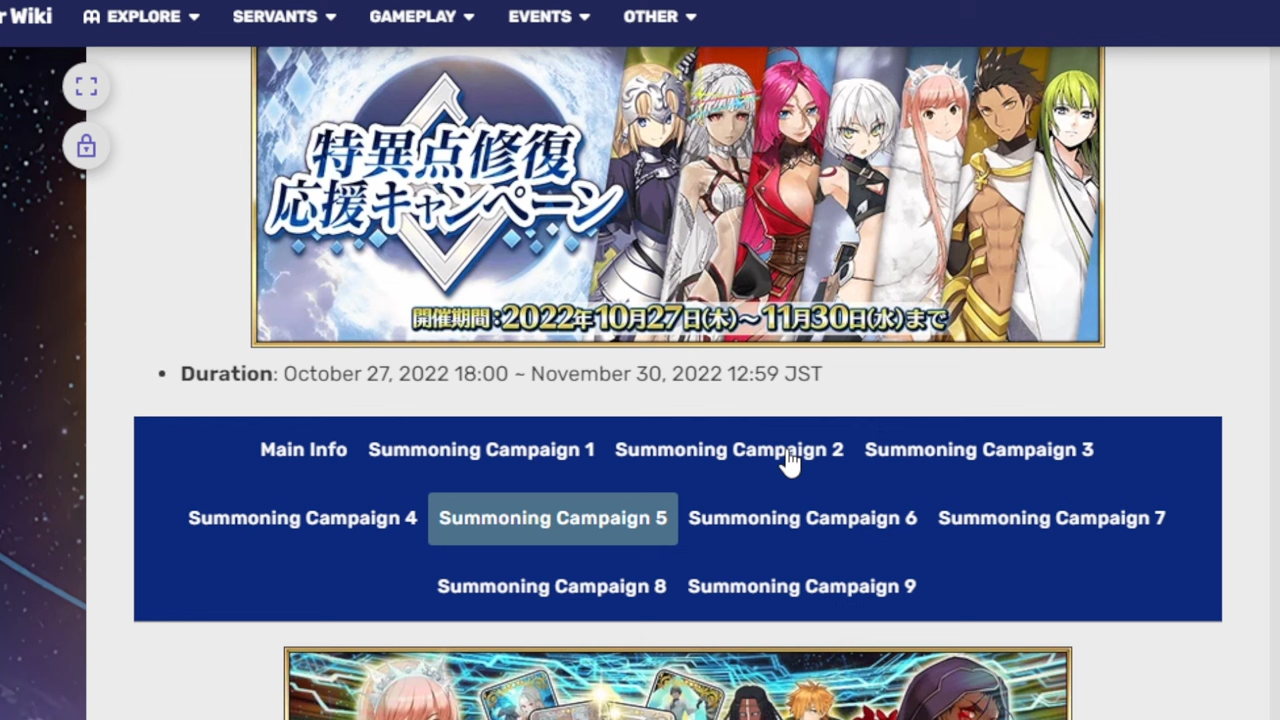 r Wiki EXPLORE SERVANTS GAMEPLAY EVENTS OTHER
特異点修復
応援キャンペーン
開催期間:2022年10月27日(木)~11月30日(水)まで
• Duration: October 27, 2022 18:00 ~ November 30, 2022 12:59 JST
Main Info Summoning Campaign 1 Summoning Campaign 2 Summoning Campaign 3
Summoning Campaign 4 Summoning Campaign 5 Summoning Campaign 6 Summoning Campaign 7
Summoning Campaign 8 Summoning Campaign 9